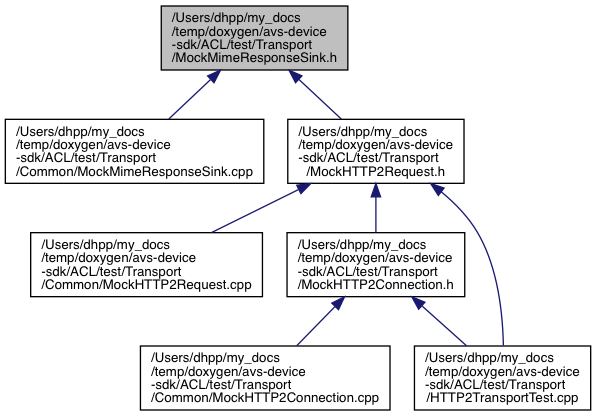 /Users/dhpp/my_docs
/temp/doxygen/avs-device
-sdk/ACL/test/Transport
/MockMimeResponseSink.h
/Users/dhpp/my_docs
/temp/doxygen/avs-device
-sdk/ACL/test/Transport
/Common/MockMimeResponseSink.cpp
/Users/dhpp/my_docs
/temp/doxygen/avs-device
-sdk/ACL/test/Transport
/MockHTTP2Request.h
/Users/dhpp/my_docs
/temp/doxygen/avs-device
-sdk/ACL/test/Transport
/Common/MockHTTP2Request.cpp
/Users/dhpp/my_docs
/temp/doxygen/avs-device
-sdk/ACL/test/Transport
/MockHTTP2Connection.h
/Users/dhpp/my_docs
/temp/doxygen/avs-device
-sdk/ACL/test/Transport
/Common/MockHTTP2Connection.cpp
/Users/dhpp/my_docs
/temp/doxygen/avs-device
-sdk/ACL/test/Transport
/HTTP2TransportTest.cpp